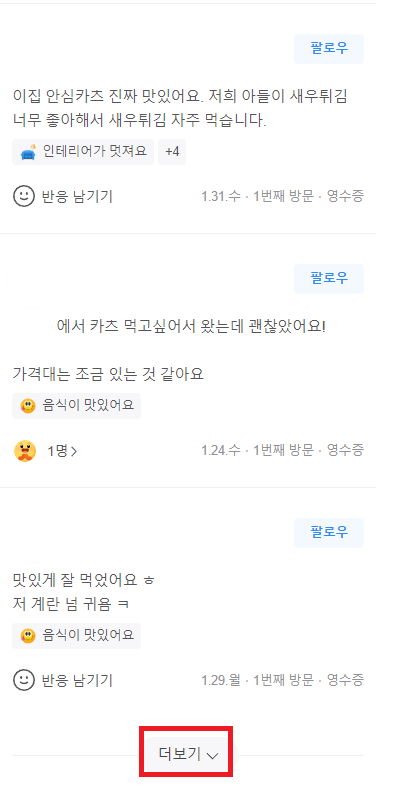 팔로우
이집 안심카츠 진짜 맛있어요. 저희 아들이 새우튀김
너무 좋아해서 새우튀김 자주 먹습니다.
인테리어가 멋져요 +4
반응 남기기 1.31.수 · 1번째 방문 · 영수증
팔로우
에서 카츠 먹고싶어서 왔는데 괜찮았어요!
가격대는 조금 있는 것 같아요
음식이 맛있어요
1명 1.24.수 · 1번째 방문 · 영수증
팔로우
맛있게 잘 먹었어요 ㅎ
저 계란 넘 귀욤 ㅋ
음식이 맛있어요
반응 남기기 1.29.월 · 1번째 방문 · 영수증
더보기